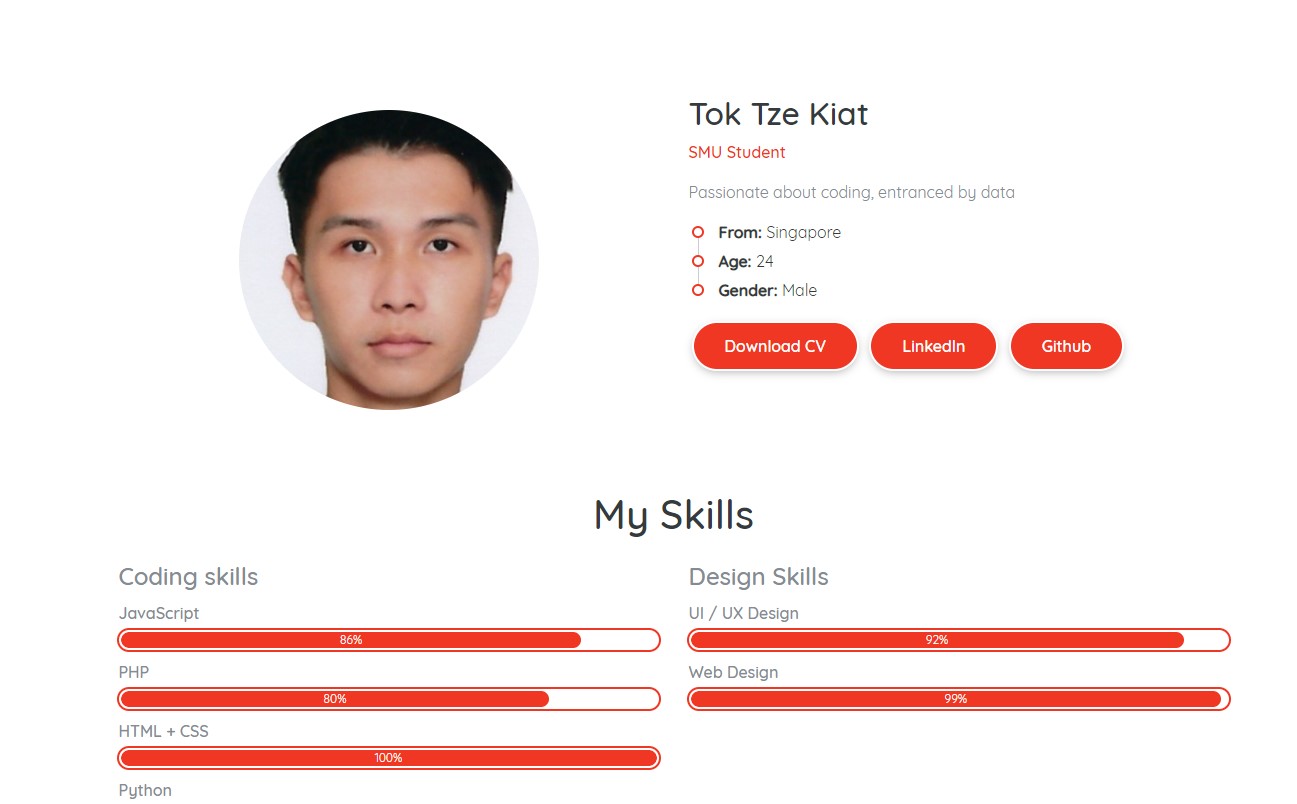 Tok Tze Kiat
SMU Student
Passionate about coding, entranced by data
From: Singapore
Age: 24
Gender: Male
Download CV
LinkedIn
Github
My Skills
Coding skills
JavaScript
86%
PHP
80%
HTML + CSS
100%
Python
Design Skills
UI / UX Design
92%
Web Design
99%